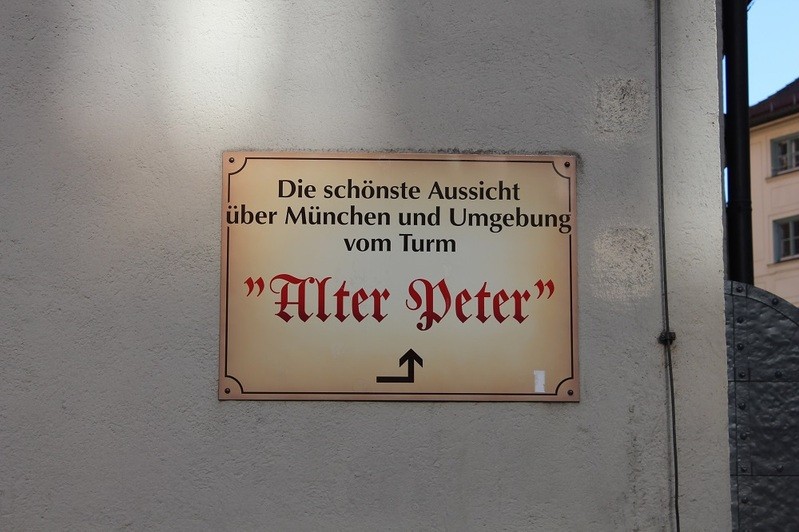 Die schönste Aussicht
über München und Umgebung
vom Turm
"Alter Peter"